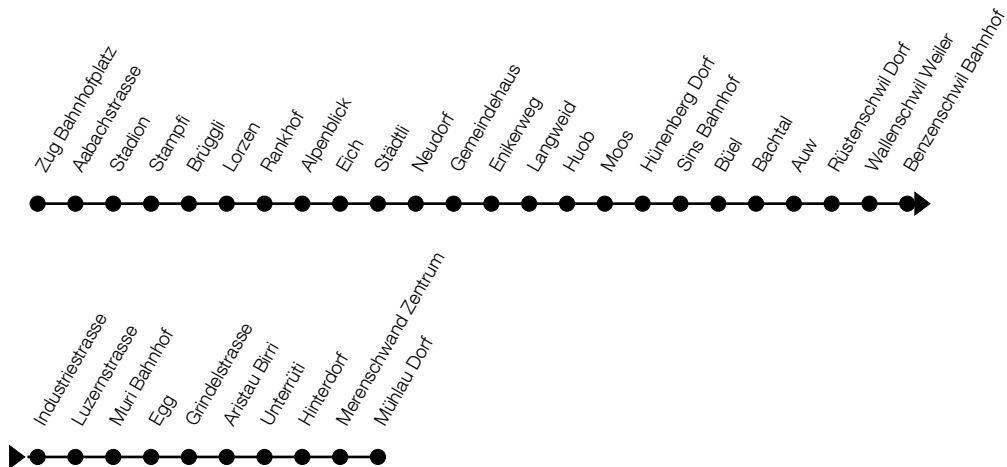 Zug Bahnhofplatz
Aabachstrasse
Stadion
Stampfi
Brüggli
Lorzen
Rankhof
Alpenblick
Eich
Städtli
Neudorf
Gemeindehaus
Enikerweg
Langweid
Huob
Moos
Hünenberg Dorf
Sins Bahnhof
Büel
Bachtal
Auw
Rüstenschwil Dorf
Wallenschwil Weiler
Benzenschwil Bahnhof
Industriestrasse
Luzernstrasse
Muri Bahnhof
Egg
Grindelstrasse
Aristau Birri
Unterrüti
Hinterdorf
Merenschwand Zentrum
Mühlau Dorf